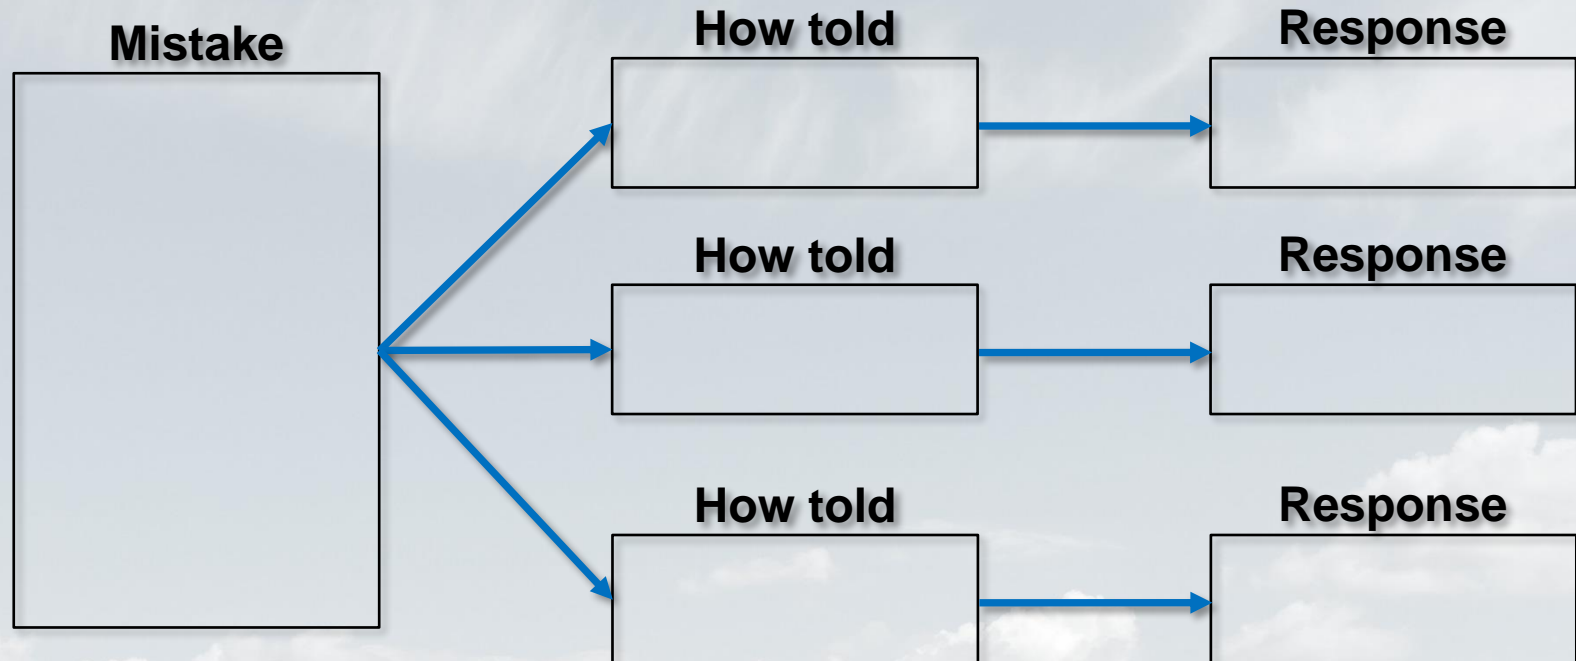 Mistake
How told
Response
How told
Response
How told
Response